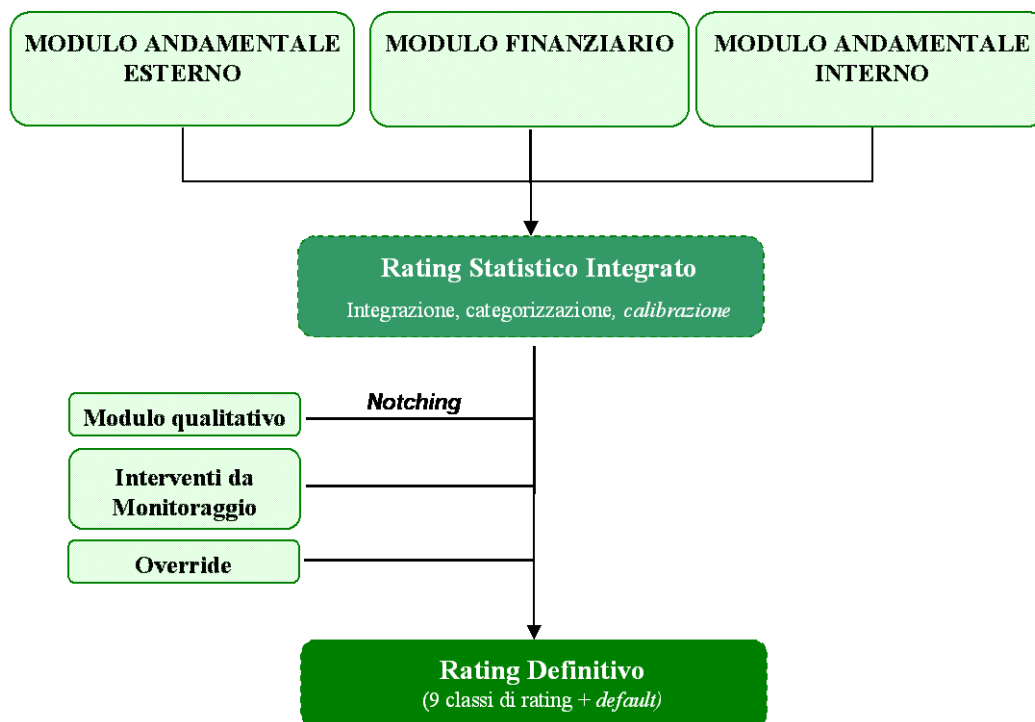 MODULO ANDAMENTALE
ESTERNO
MODULO FINANZIARIO
MODULO ANDAMENTALE
INTERNO
Rating Statistico Integrato
Integrazione, categorizzazione, calibrazione
Notching
Modulo qualitativo
Interventi da
Monitoraggio
Override
Rating Definitivo
(9 classi di rating + default)